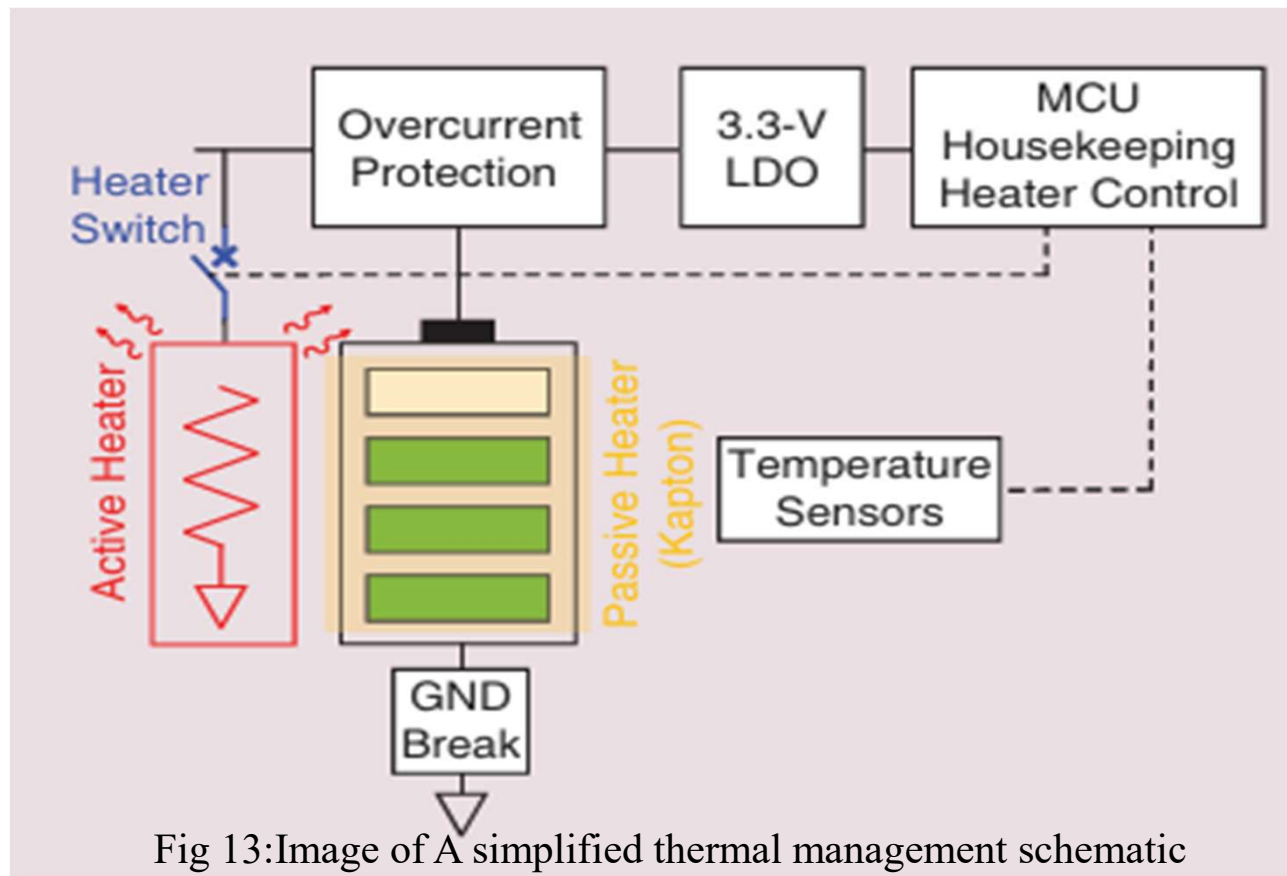 Overcurrent
Protection
3.3-V
LDO
MCU
Housekeeping
Heater Control
Heater
Switch
Active Heater
Passive Heater
(Kapton)
Temperature
Sensors
GND
Break
Fig 13:Image of A simplified thermal management schematic